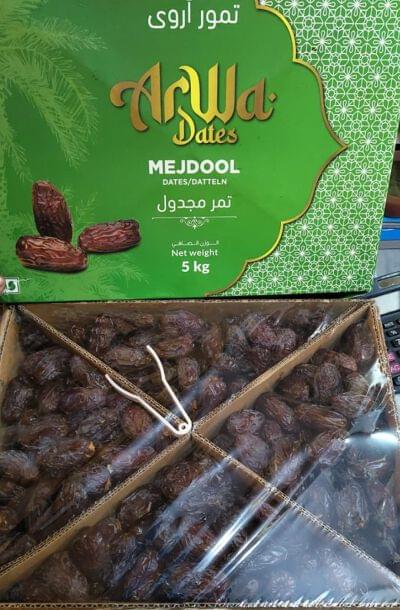 تمور أروى
ArWa
Dates
MEJDOOL
DATES/DATTELN
تمر مجدول
الوزن الصافي
Net weight
5 kg